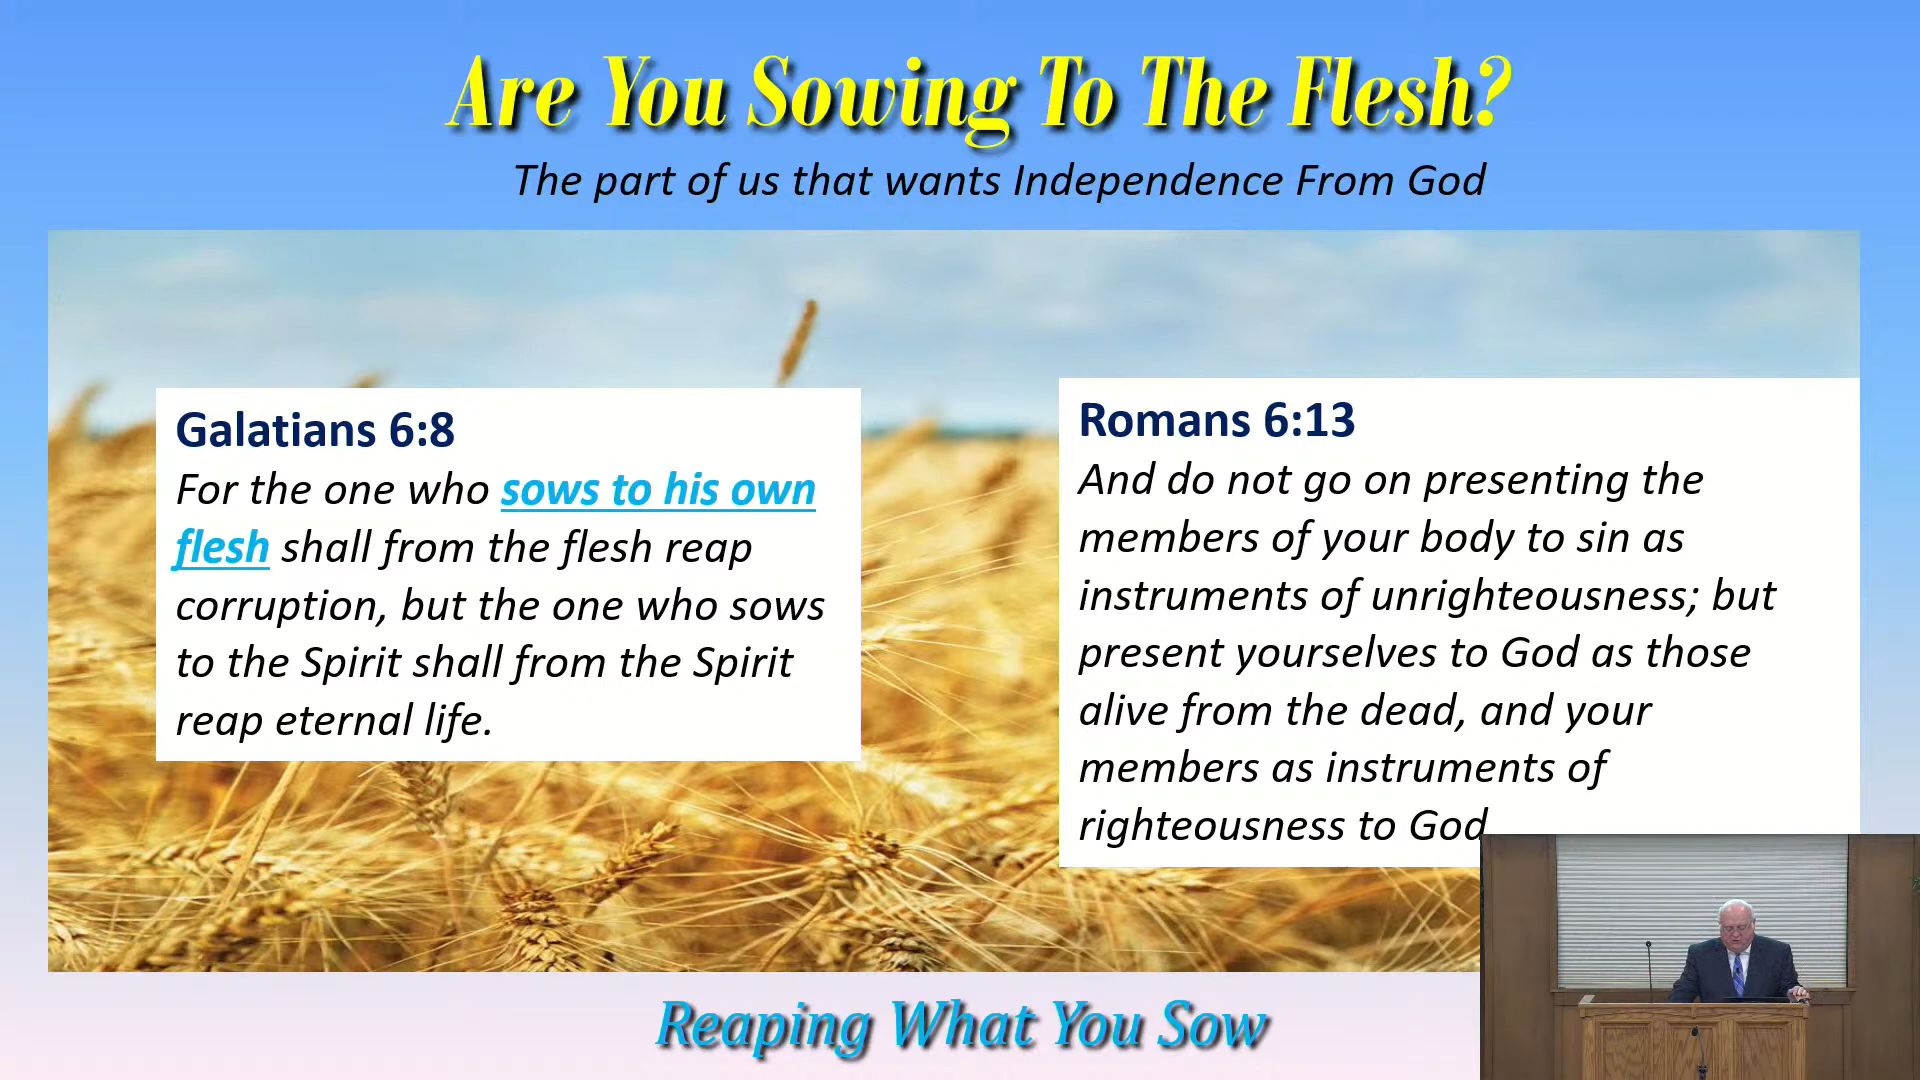 Are You Sowing To The Flesh?
The part of us that wants Independence From God
Galatians 6:8
For the one who sows to his own
flesh shall from the flesh reap
corruption, but the one who sows
to the Spirit shall from the Spirit
reap eternal life.
Romans 6:13
And do not go on presenting the
members of your body to sin as
instruments of unrighteousness; but
present yourselves to God as those
alive from the dead, and your
members as instruments of
righteousness to God
Reaping What You Sow